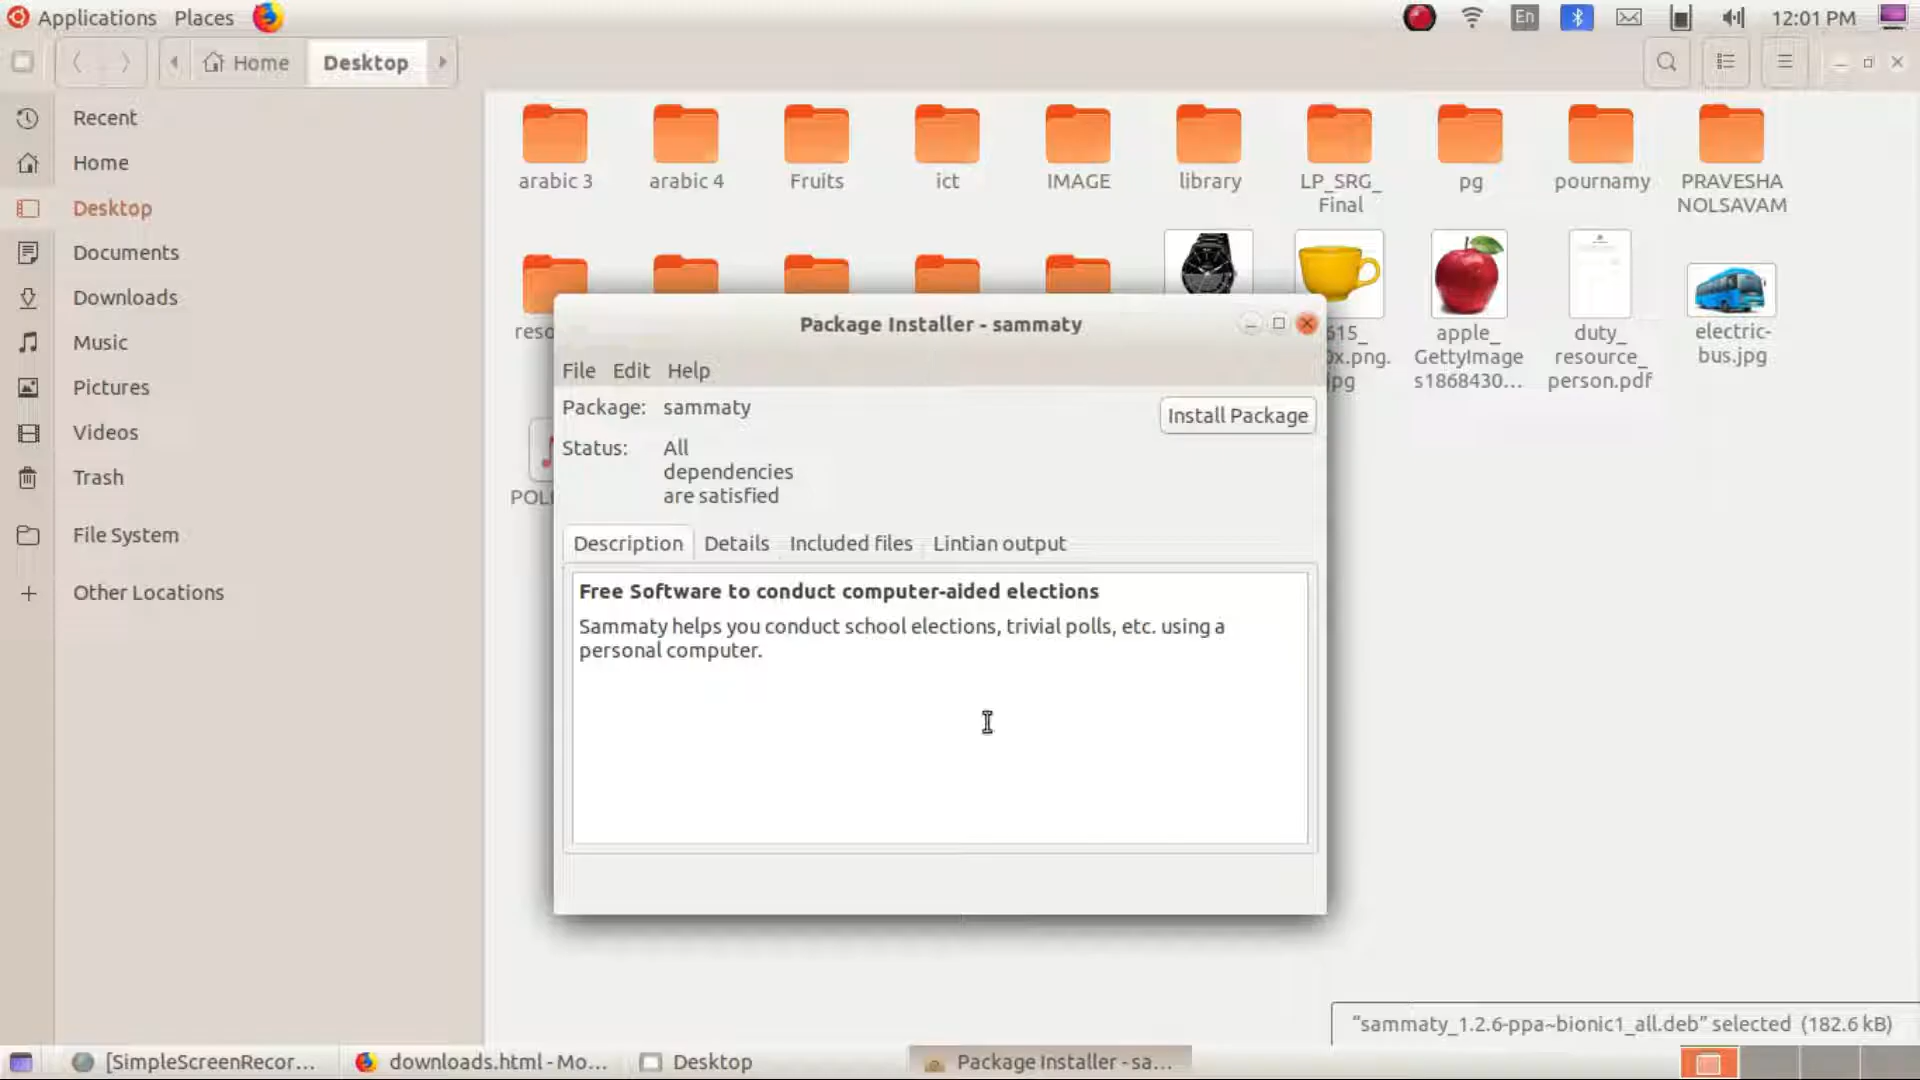 Applications Places En 12:01 PM
Home Desktop
Recent
Home
Desktop
Documents
Downloads
Music
Pictures
Videos
Trash
File System
Other Locations
arabic 3
arabic 4
Fruits
ict
IMAGE
library
LP_SRG_
Final
pg
pournamy
PRAVESHA
NOLSAVAM
apple_
GettyImage
s1868430...
duty_
resource_
person.pdf
electric-
bus.jpg
Package Installer - sammaty
File Edit Help
Package: sammaty
Install Package
Status: All
dependencies
are satisfied
Description Details Included files Lintian output
Free Software to conduct computer-aided elections
Sammaty helps you conduct school elections, trivial polls, etc. using a
personal computer.
"sammaty_1.2.6-ppa~bionic1_all.deb" selected (182.6 kB)
[SimpleScreenRecor... downloads.html - Mo... Desktop Package Installer - sa...